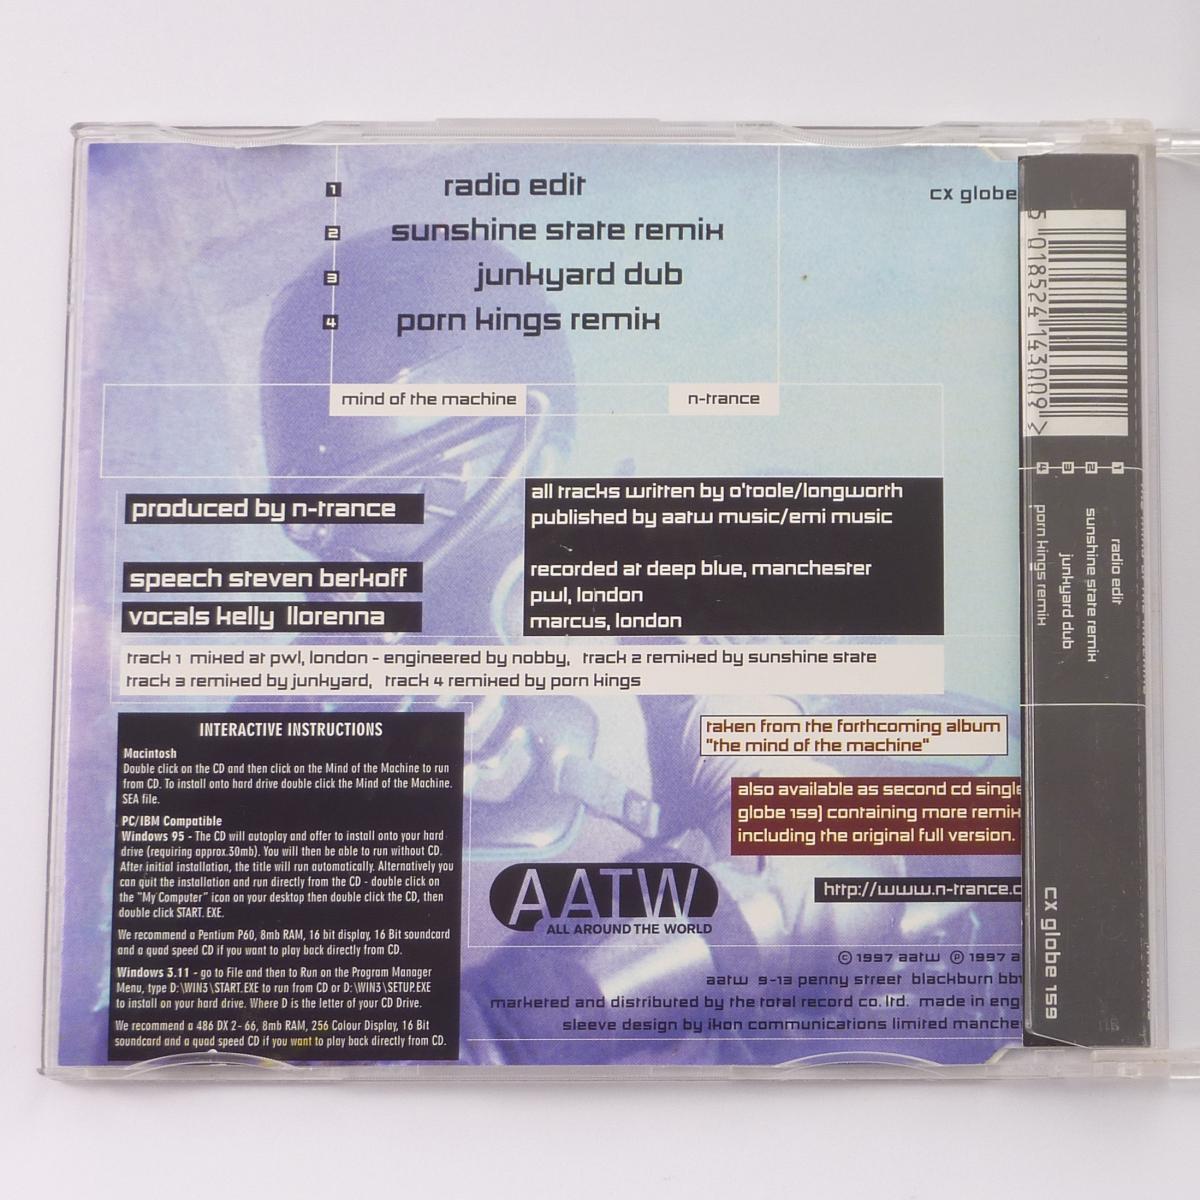 1 radio edit
2 sunshine state remix
3 junkyard dub
4 porn kings remix
cx globe
mind of the machine
n-trance
produced by n-trance
speech steven berkoff
vocals kelly llorenna
all tracks written by o'toole/longworth
published by aatw music/emi music
recorded at deep blue, manchester
pwl, london
marcus, london
track 1 mixed at pwl, london - engineered by nobby, track 2 remixed by sunshine state
track 3 remixed by junkyard, track 4 remixed by porn kings
INTERACTIVE INSTRUCTIONS
Macintosh
Double click on the CD and then click on the Mind of the Machine to run
from CD. To install onto hard drive double click the Mind of the Machine.
SEA file.
PC/IBM Compatible
Windows 95 - The CD will autoplay and offer to install onto your hard
drive (requiring approx.30mb). You will then be able to run without CD.
After initial installation, the title will run automatically. Alternatively you
can quit the installation and run directly from the CD - double click on
the "My Computer" icon on your desktop then double click the CD, then
double click START. EXE.
We recommend a Pentium P60, 8mb RAM, 16 bit display, 16 Bit soundcard
and a quad speed CD if you want to play back directly from CD.
Windows 3.11 - go to File and then to Run on the Program Manager
Menu, type D:\WIN3\START.EXE to run from CD or D:\WIN3\SETUP.EXE
to install on your hard drive. Where D is the letter of your CD Drive.
We recommend a 486 DX 2- 66, 8mb RAM, 256 Colour Display, 16 Bit
soundcard and a quad speed CD if you want to play back directly from CD.
taken from the forthcoming album
"the mind of the machine"
also available as second cd single
globe 159] containing more remix
including the original full version.
AATW
ALL AROUND THE WORLD
http://www.n-trance.c
© 1997 aatw ℗ 1997 a
aatw 9-13 penny street blackburn bb1
marketed and distributed by the total record co. ltd. made in engl
sleeve design by ikon communications limited manche
5 018524 143009 >
1 radio edit
2 sunshine state remix
3 junkyard dub
4 porn kings remix
cx globe 159